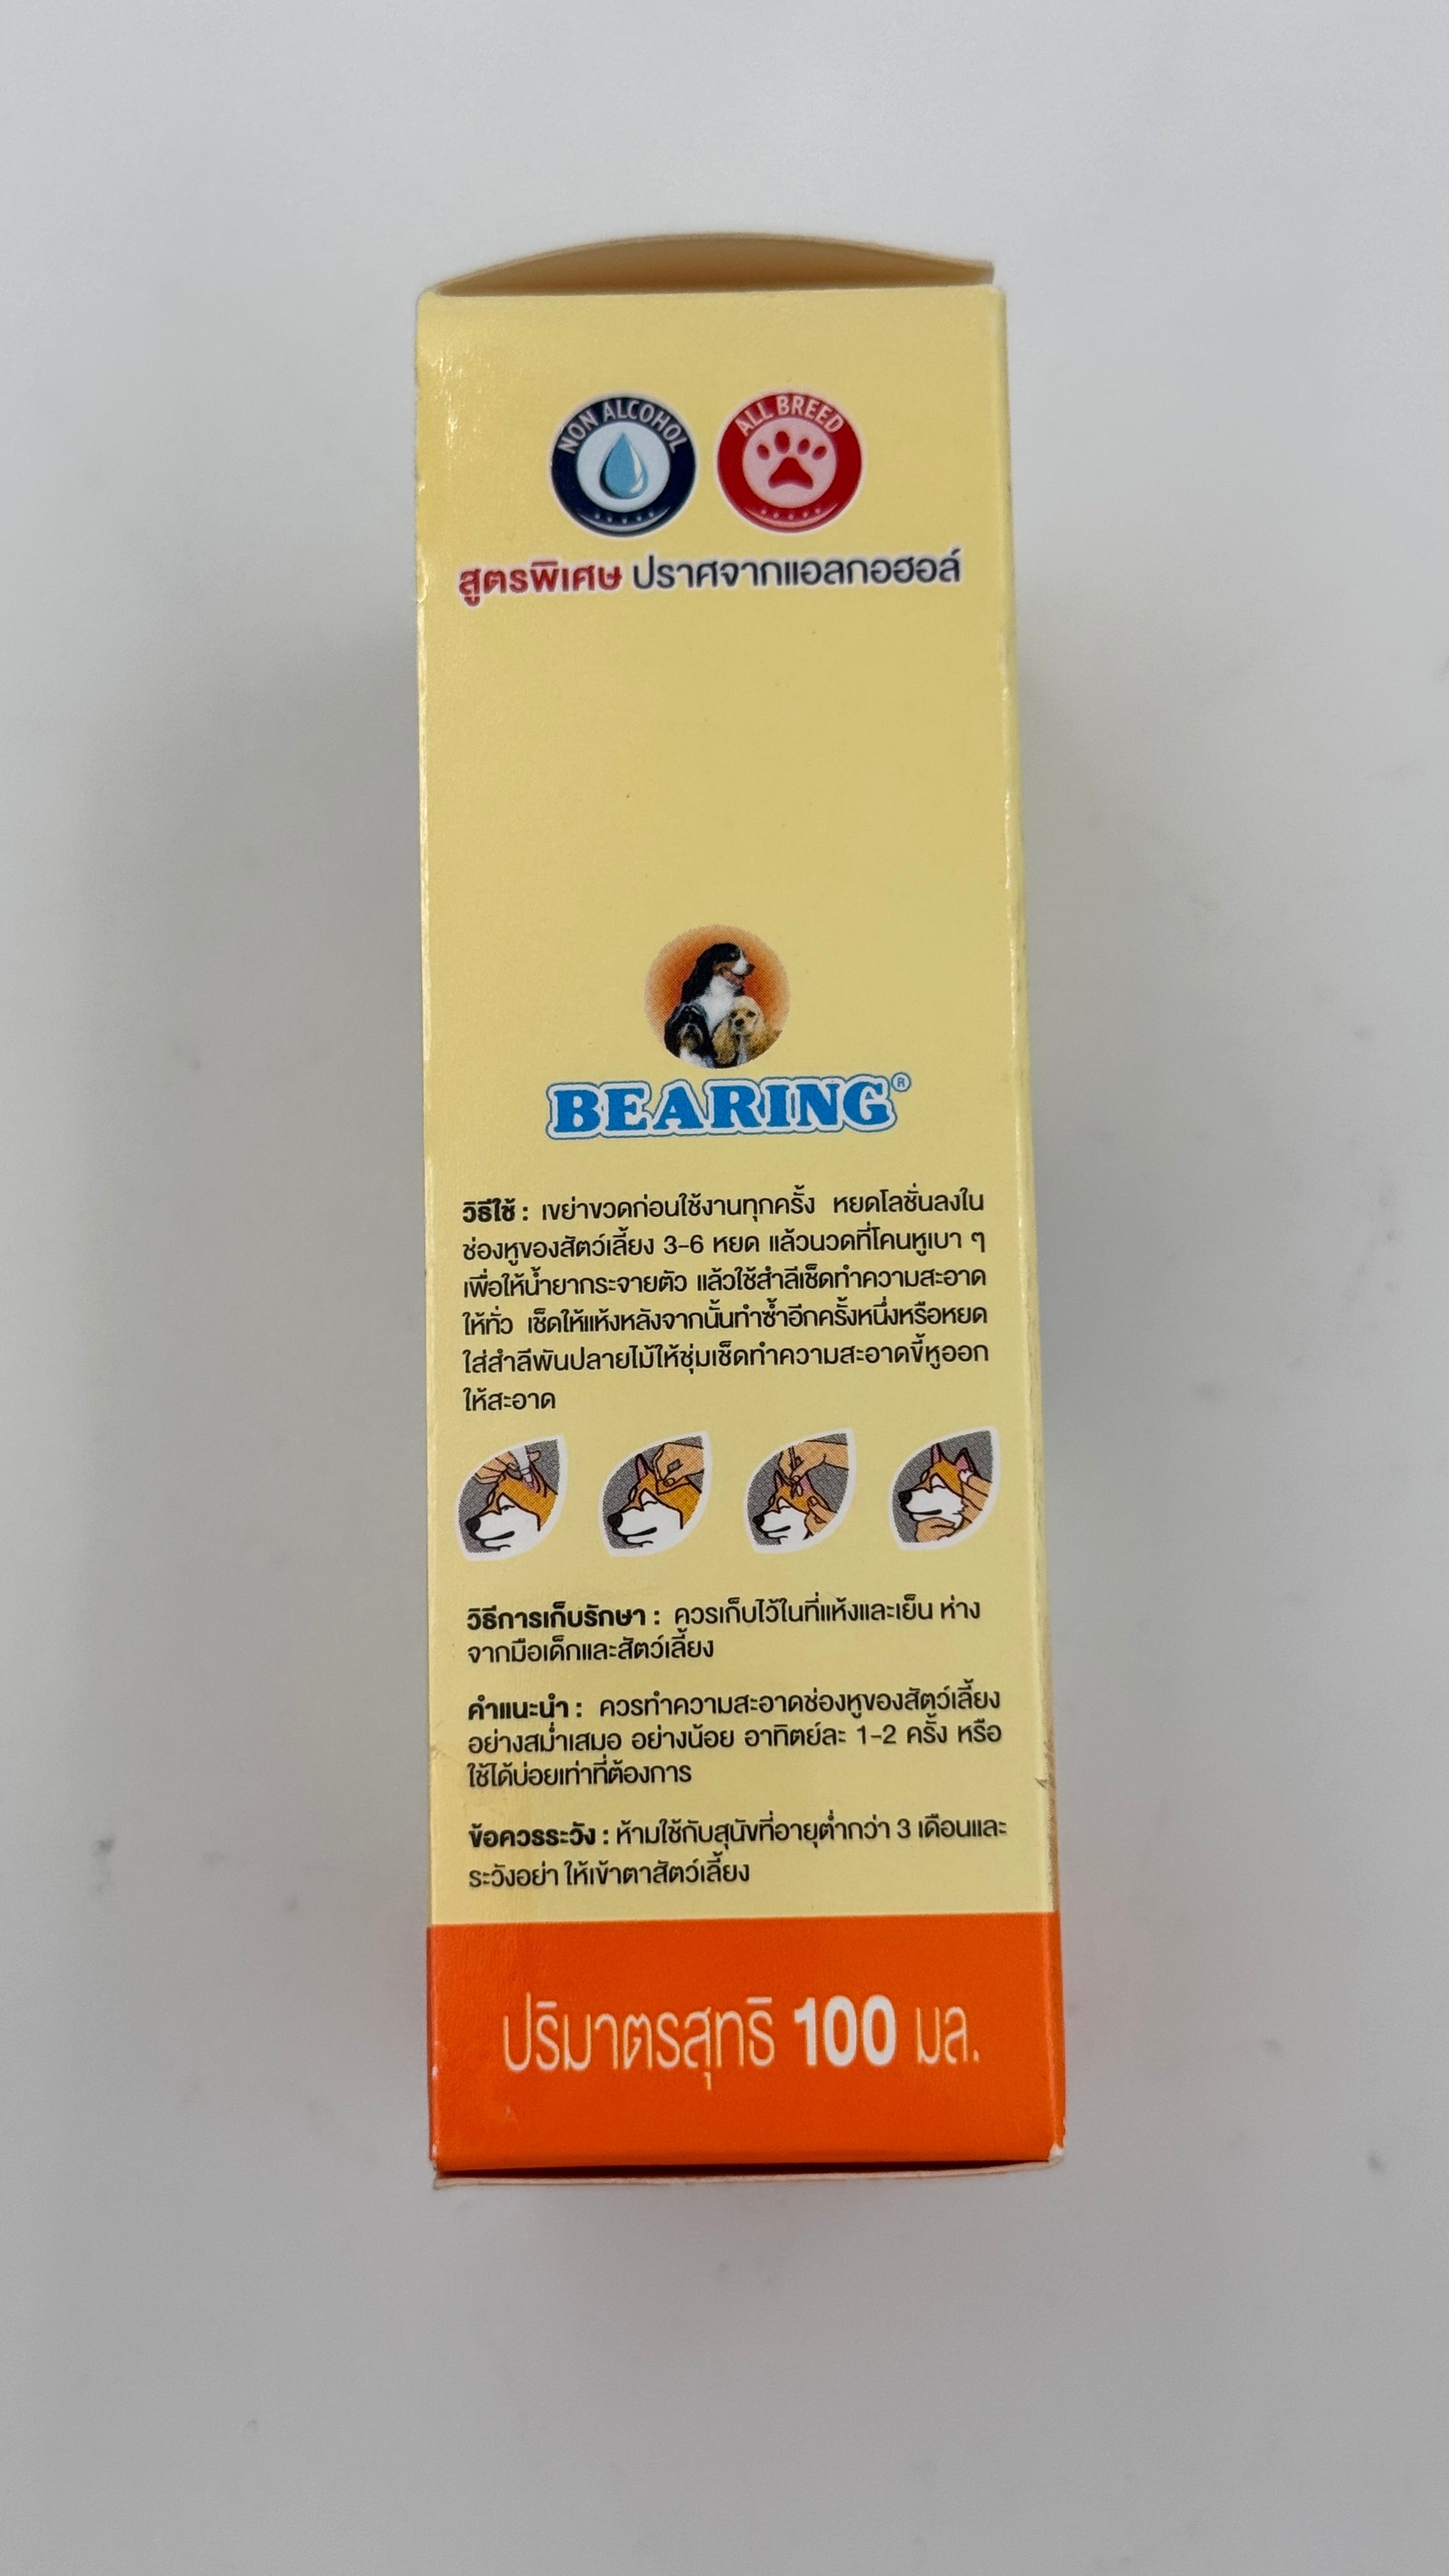 NON ALCOHOL
ALL BREED
สูตรพิเศษ ปราศจากแอลกอฮอล์
BEARING®
วิธีใช้ : เขย่าขวดก่อนใช้งานทุกครั้ง หยดโลชั่นลงใน
ช่องหูของสัตว์เลี้ยง 3-6 หยด แล้วนวดที่โคนหูเบา ๆ
เพื่อให้น้ำยากระจายตัว แล้วใช้สำลีเช็ดทำความสะอาด
ให้ทั่ว เช็ดให้แห้งหลังจากนั้นทำซ้ำอีกครั้งหนึ่งหรือหยด
ใส่สำลีพันปลายไม้ให้ชุ่มเช็ดทำความสะอาดขี้หูออก
ให้สะอาด
วิธีการเก็บรักษา : ควรเก็บไว้ในที่แห้งและเย็น ห่าง
จากมือเด็กและสัตว์เลี้ยง
คำแนะนำ : ควรทำความสะอาดช่องหูของสัตว์เลี้ยง
อย่างสม่ำเสมอ อย่างน้อย อาทิตย์ละ 1-2 ครั้ง หรือ
ใช้ได้บ่อยเท่าที่ต้องการ
ข้อควรระวัง : ห้ามใช้กับสุนัขที่อายุต่ำกว่า 3 เดือนและ
ระวังอย่า ให้เข้าตาสัตว์เลี้ยง
ปริมาตรสุทธิ 100 มล.